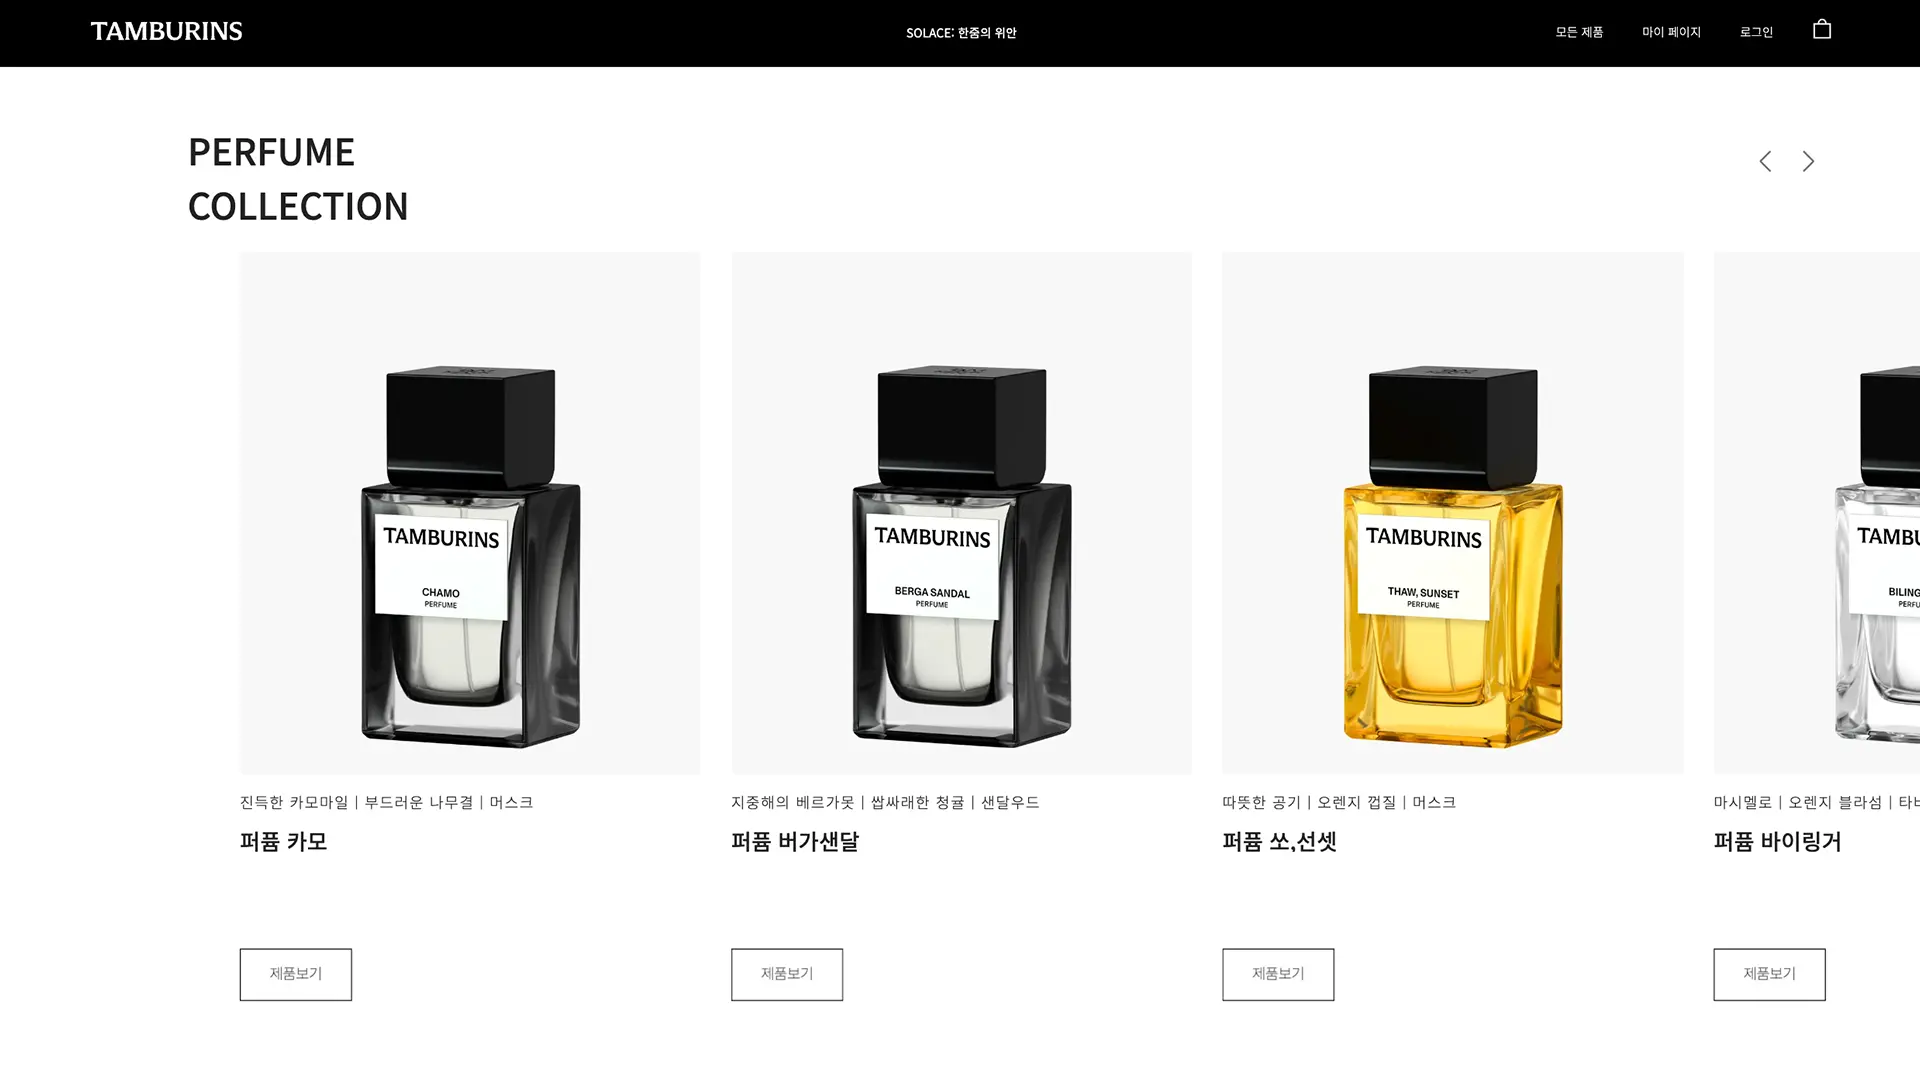 TAMBURINS
SOLACE: 한줌의 위안
모든 제품
마이 페이지
로그인
PERFUME
COLLECTION
TAMBURINS
CHAMO
PERFUME
TAMBURINS
BERGA SANDAL
PERFUME
TAMBURINS
THAW, SUNSET
PERFUME
TAMBU
BILING
PERFU
진득한 카모마일 | 부드러운 나무결 | 머스크
퍼퓸 카모
제품보기
지중해의 베르가못 | 쌉싸래한 청귤 | 샌달우드
퍼퓸 버가샌달
제품보기
따뜻한 공기 | 오렌지 껍질 | 머스크
퍼퓸 쏘,선셋
제품보기
마시멜로 | 오렌지 블라섬 | 타
퍼퓸 바이링거
제품보기